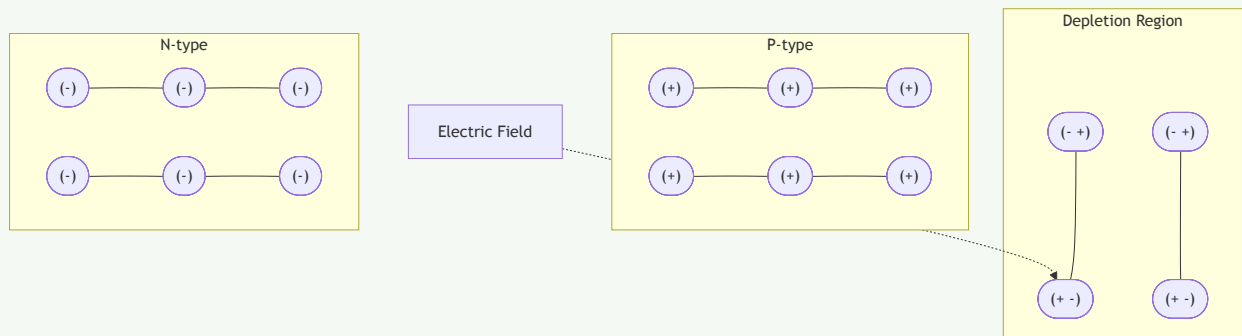 Depletion Region
N-type
P-type
(-) (-) (-)
(+) (+) (+)
Electric Field
(- +) (- +)
(-) (-) (-)
(+) (+) (+)
(+ -) (+ -)